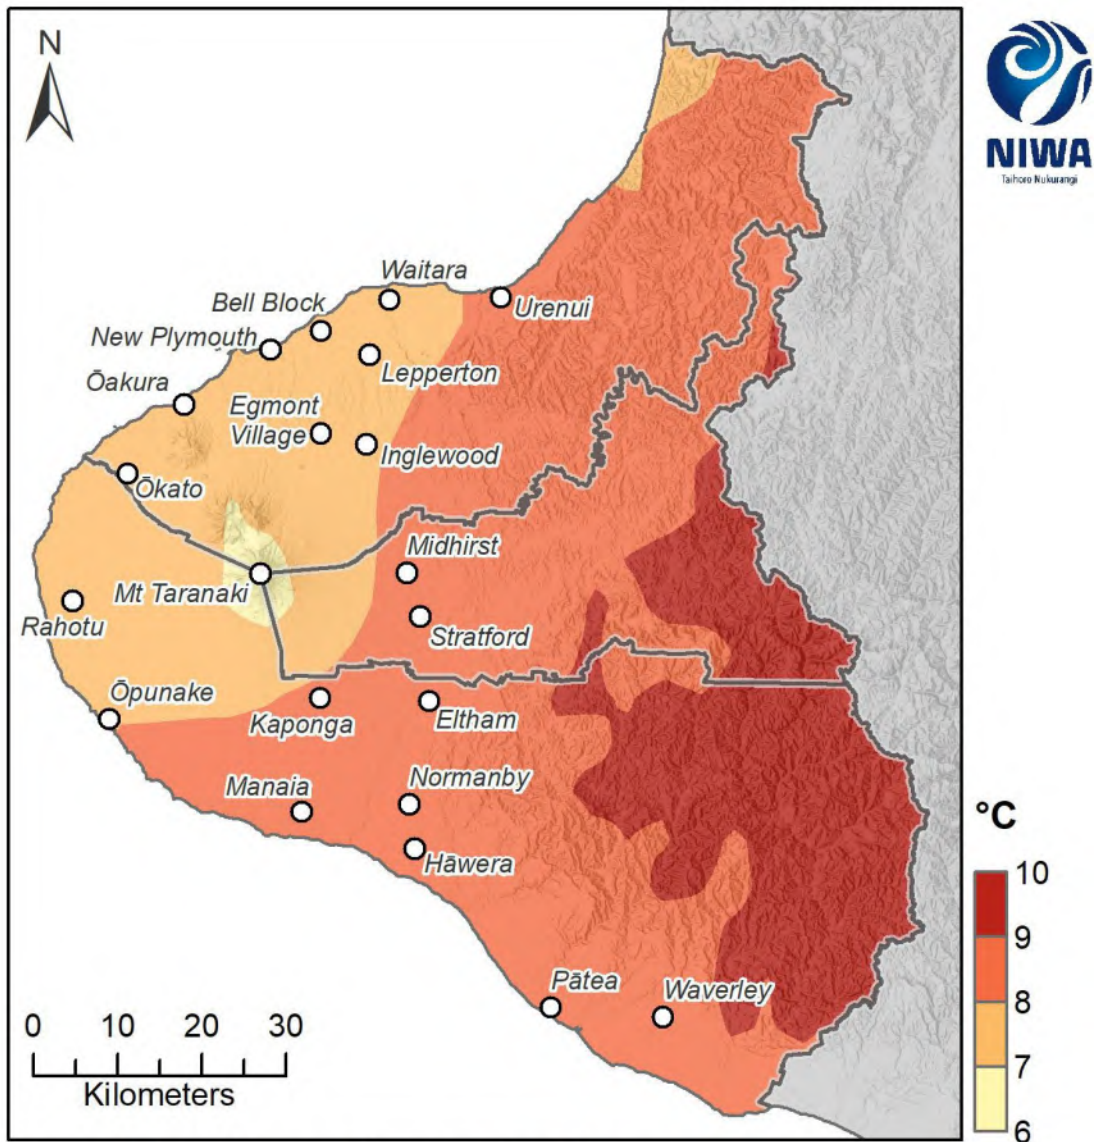 N
NIWA
Taihoro Nukurangi
Waitara
Bell Block
Urenui
New Plymouth
Lepperton
Ōakura
Egmont
Village
Inglewood
Ōkato
Midhirst
Mt Taranaki
Rahotu
Stratford
Ōpunake
Kaponga
Eltham
Manaia
Normanby
Hāwera
Pātea
Waverley
°C
10
9
8
7
6
0 10 20 30
Kilometers